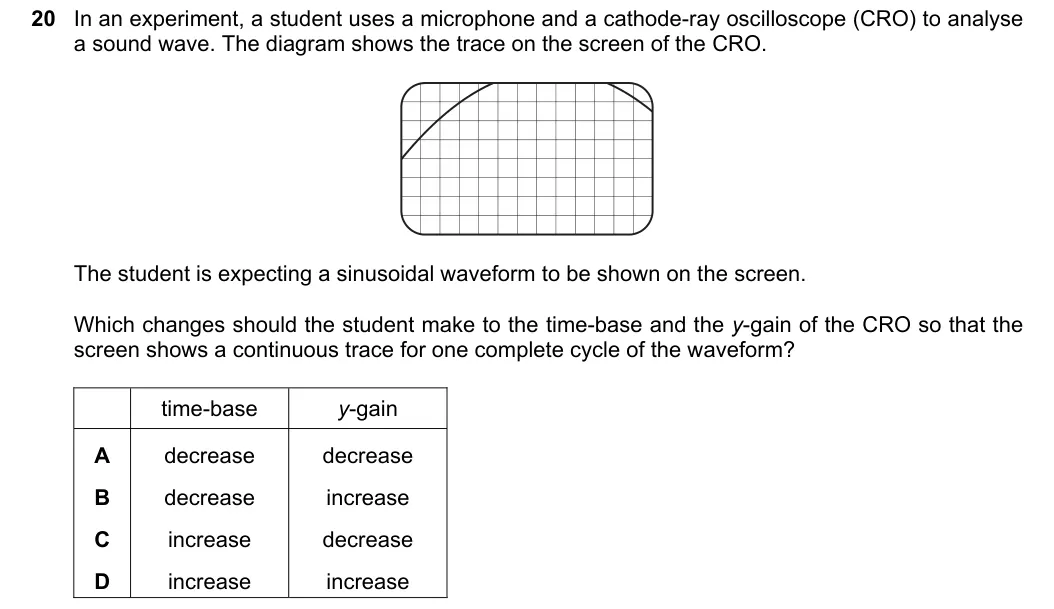 20 In an experiment, a student uses a microphone and a cathode-ray oscilloscope (CRO) to analyse
a sound wave. The diagram shows the trace on the screen of the CRO.
The student is expecting a sinusoidal waveform to be shown on the screen.
Which changes should the student make to the time-base and the y-gain of the CRO so that the
screen shows a continuous trace for one complete cycle of the waveform?
time-base y-gain
A decrease decrease
B decrease increase
C increase decrease
D increase increase